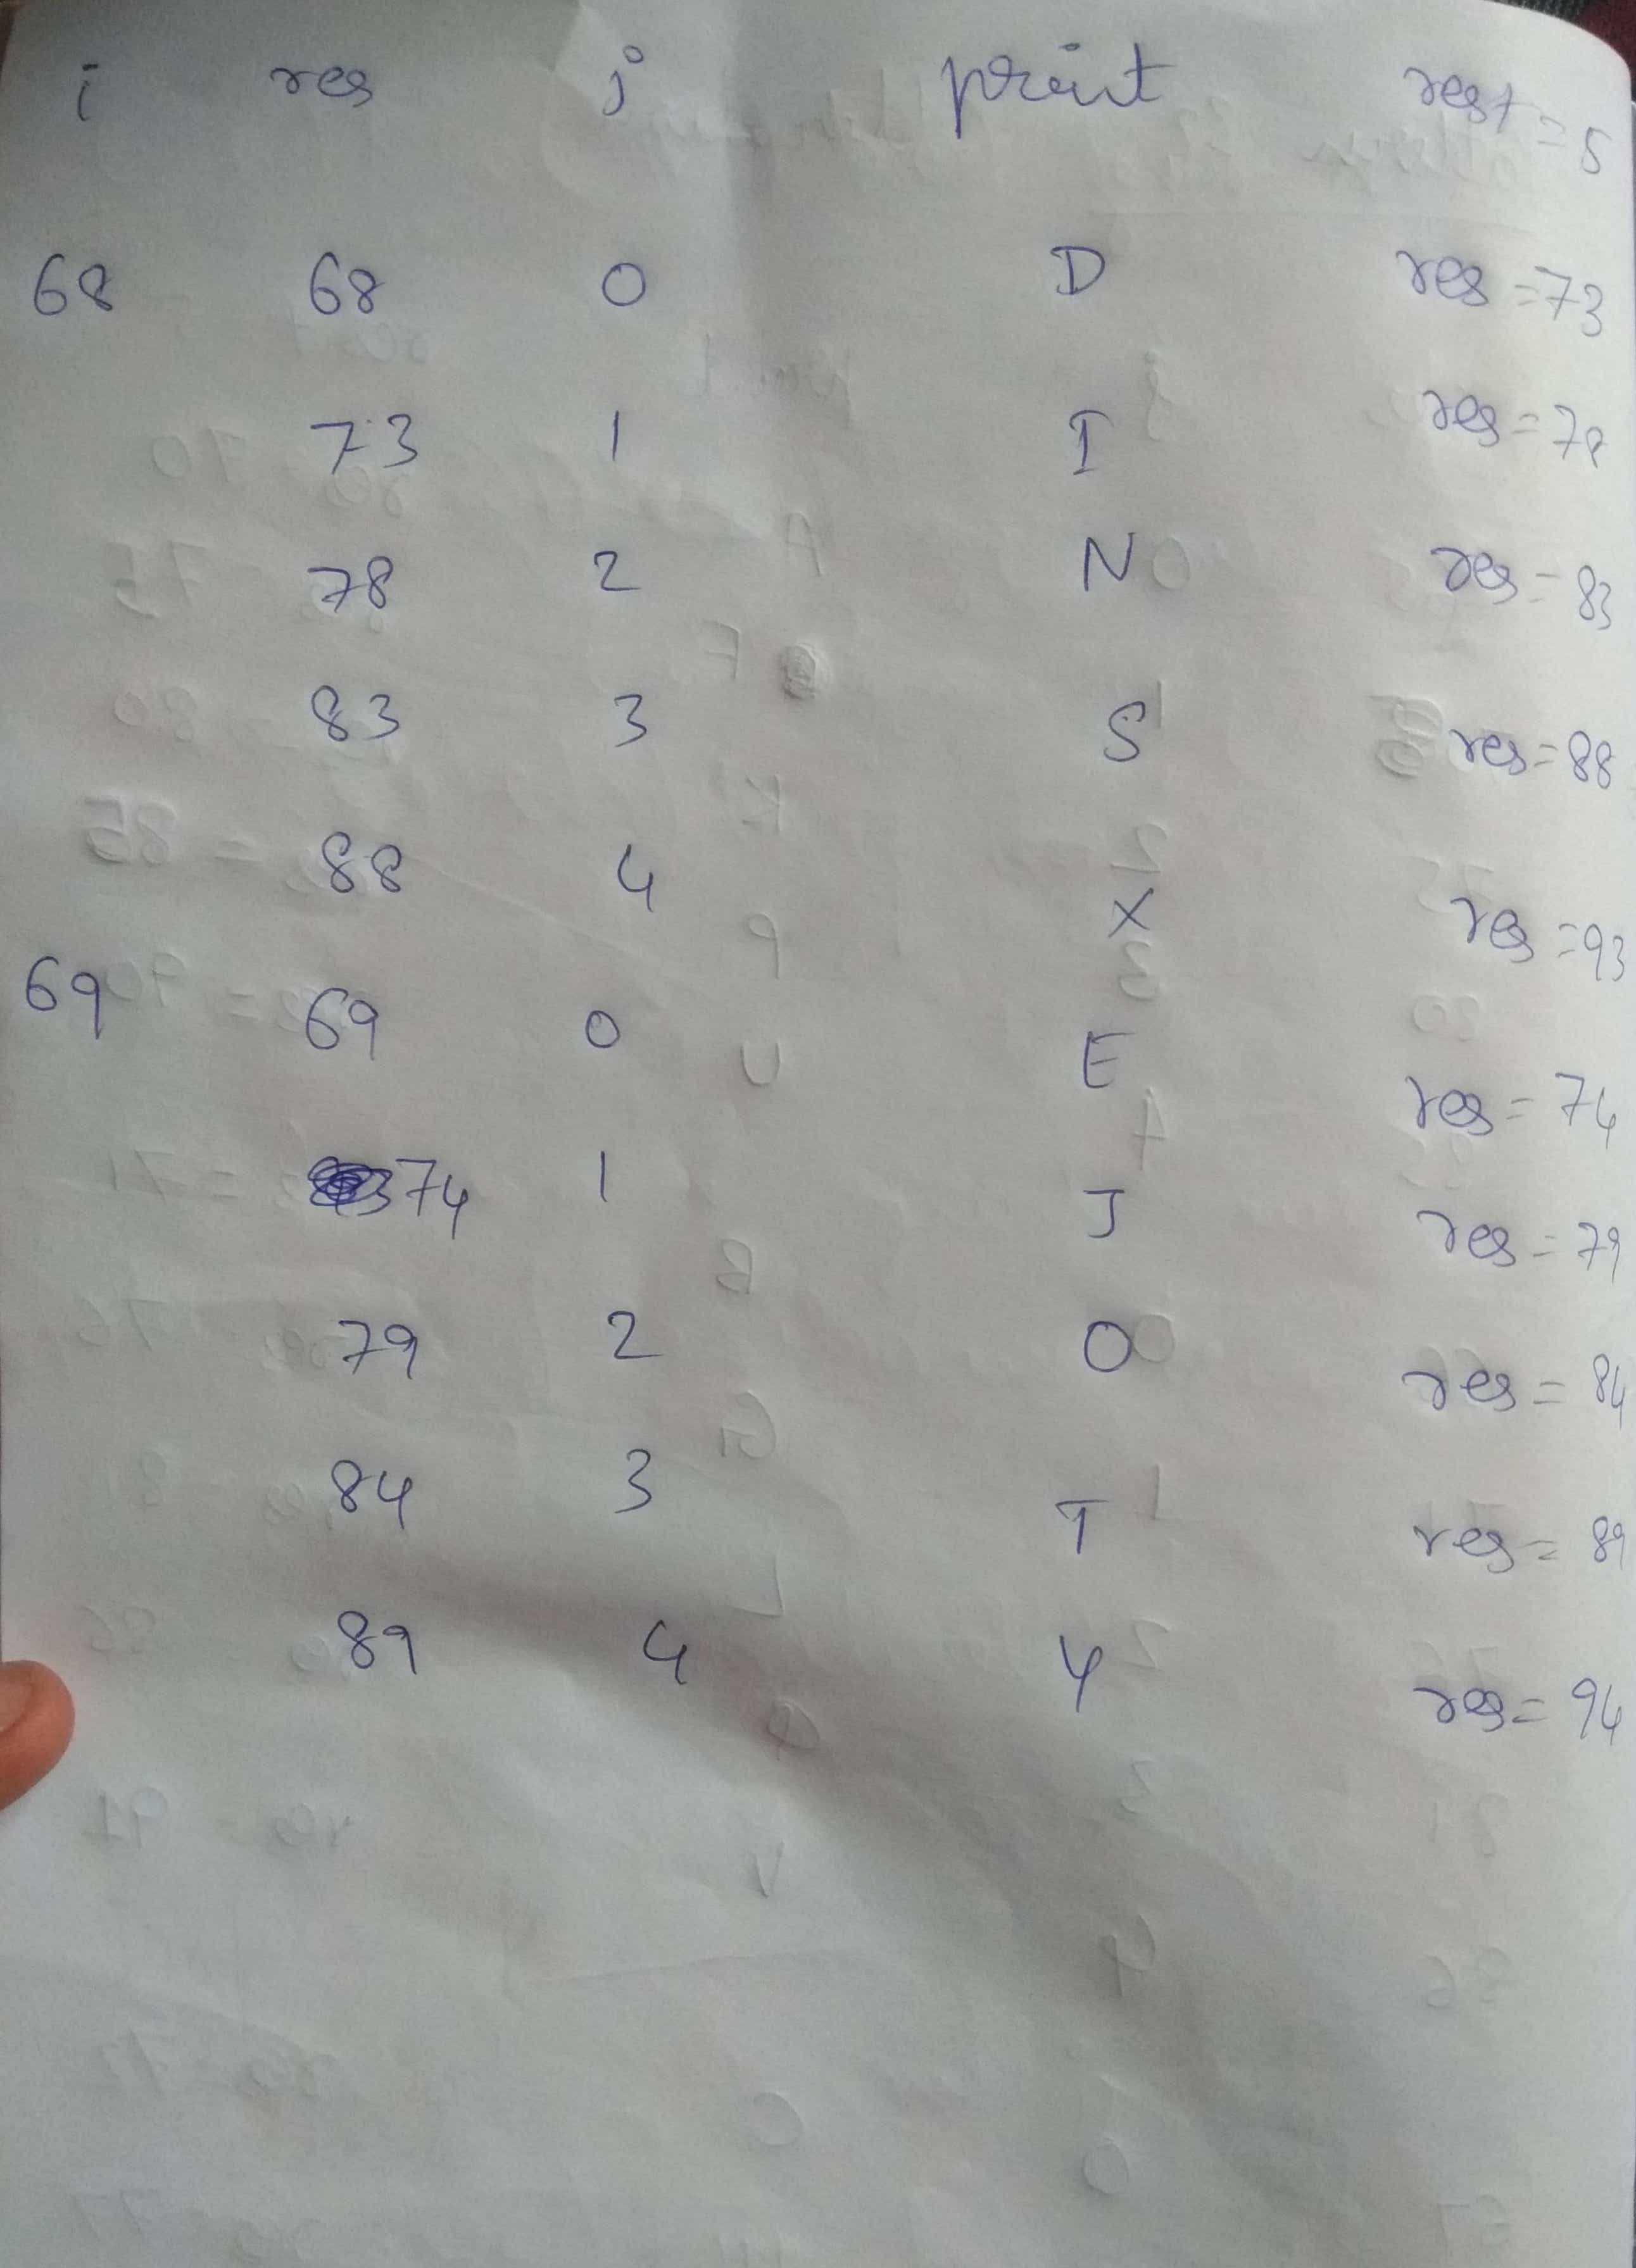 i res j print res+=5
68 68 0 D res=73
73 1 I res=78
78 2 N res=83
83 3 S res=88
88 4 X res=93
69 69 0 E res=74
74 1 J res=79
79 2 O res=84
84 3 T res=89
89 4 Y res=94